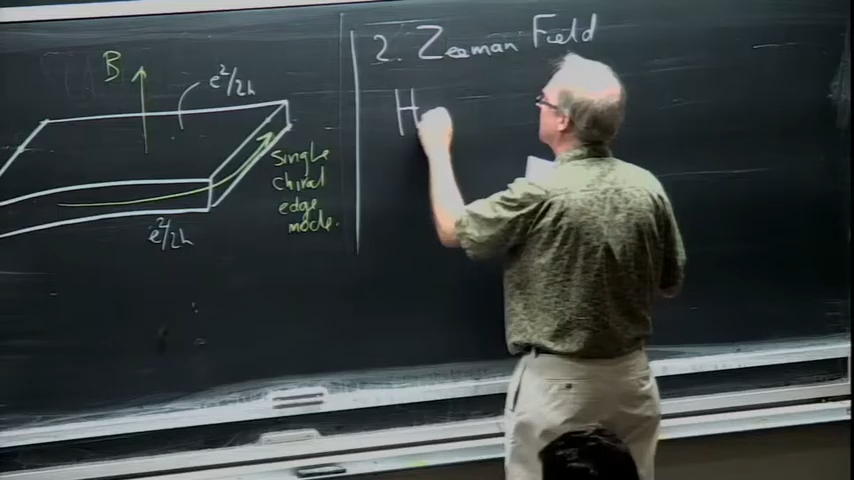 B
e²/2h
single
chiral
edge
mode.
e²/2h
2. Zeeman Field
H